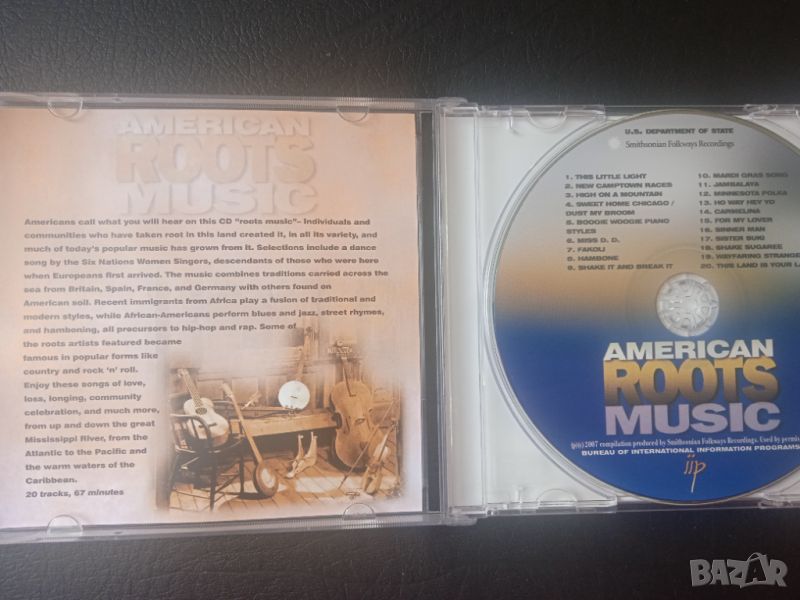 AMERICAN
ROOTS
MUSIC
Americans call what you will hear on this CD "roots music"– Individuals and
communities who have taken root in this land created it, in all its variety, and
much of today's popular music has grown from it. Selections include a dance
song by the Six Nations Women Singers, descendants of those who were here
when Europeans first arrived. The music combines traditions carried across the
sea from Britain, Spain, France, and Germany with others found on
American soil. Recent immigrants from Africa play a fusion of traditional and
modern styles, while African-Americans perform blues and jazz, street rhymes,
and hamboning, all precursors to hip-hop and rap. Some of
the roots artists featured became
famous in popular forms like
country and rock 'n' roll.
Enjoy these songs of love,
loss, longing, community
celebration, and much more,
from up and down the great
Mississippi River, from the
Atlantic to the Pacific and
the warm waters of the
Caribbean.
20 tracks, 67 minutes
U.S. DEPARTMENT OF STATE
Smithsonian Folkways Recordings
1. THIS LITTLE LIGHT
2. NEW CAMPTOWN RACES
3. HIGH ON A MOUNTAIN
4. SWEET HOME CHICAGO /
DUST MY BROOM
5. BOOGIE WOOGIE PIANO
STYLES
6. MISS D. D.
7. FAKOLI
8. HAMBONE
9. SHAKE IT AND BREAK IT
10. MARDI GRAS SONG
11. JAMBALAYA
12. MINNESOTA POLKA
13. HO WAY HEY YO
14. CARMELINA
15. FOR MY LOVER
16. SINNER MAN
17. SISTER SUKI
18. SHAKE SUGAREE
19. WAYFARING STRANGE
20. THIS LAND IS YOUR LA
AMERICAN
ROOTS
MUSIC
(p)(c) 2007 compilation produced by Smithsonian Folkways Recordings. Used by permis
BUREAU OF INTERNATIONAL INFORMATION PROGRAMS
iip
BAZAR